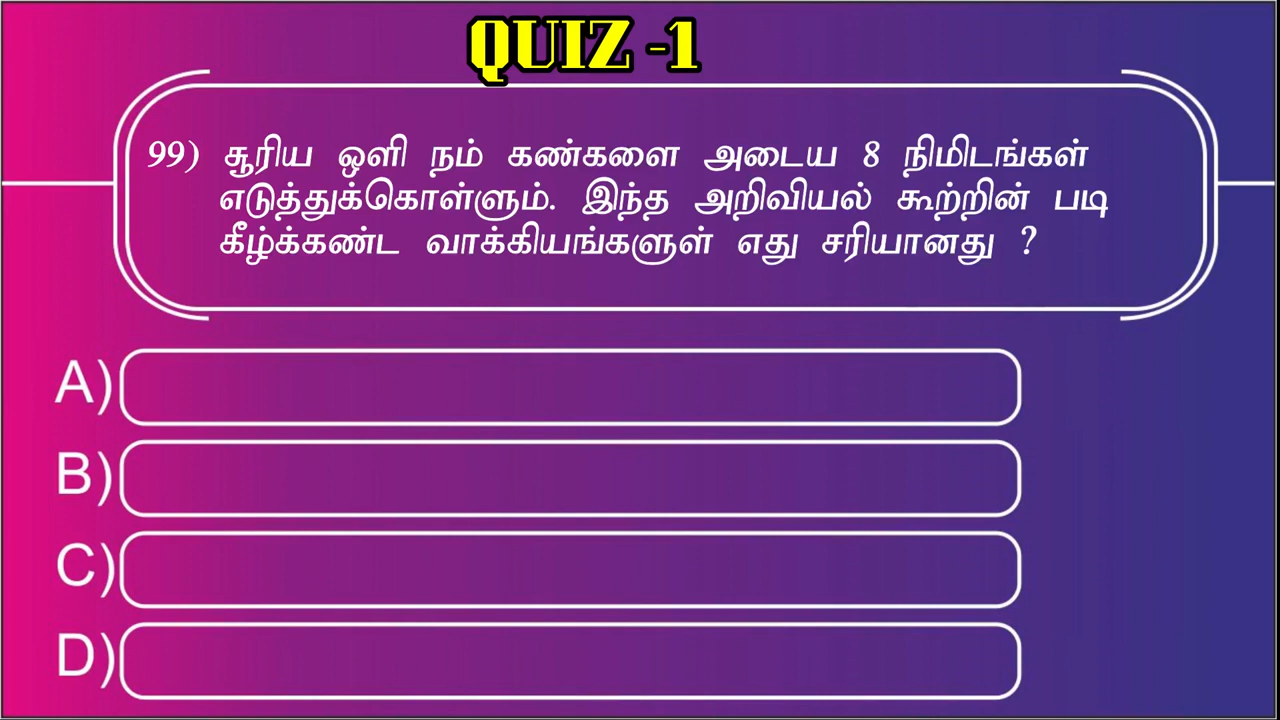 QUIZ -1
99) சூரிய ஒளி நம் கண்களை அடைய 8 நிமிடங்கள்
எடுத்துக்கொள்ளும். இந்த அறிவியல் கூற்றின் படி
கீழ்க்கண்ட வாக்கியங்களுள் எது சரியானது ?
A)
B)
C)
D)